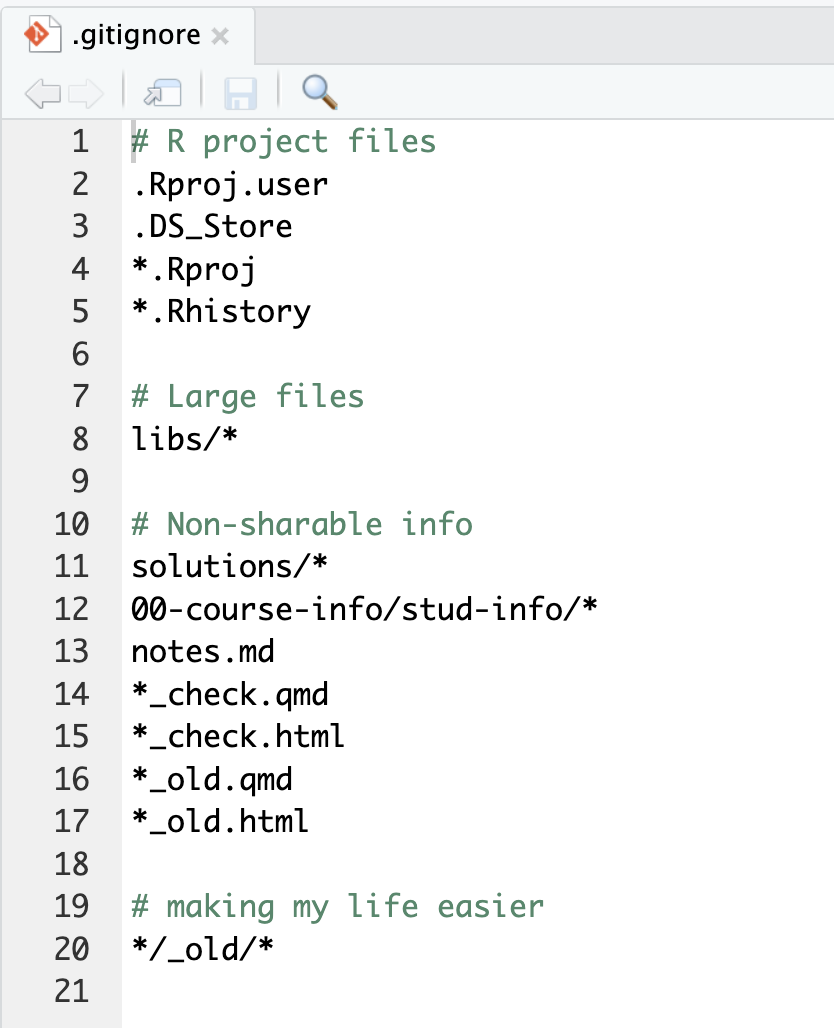 .gitignore
1 # R project files
2 .Rproj.user
3 .DS_Store
4 *.Rproj
5 *.Rhistory
6
7 # Large files
8 libs/*
9
10 # Non-sharable info
11 solutions/*
12 00-course-info/stud-info/*
13 notes.md
14 *_check.qmd
15 *_check.html
16 *_old.qmd
17 *_old.html
18
19 # making my life easier
20 */_old/*
21